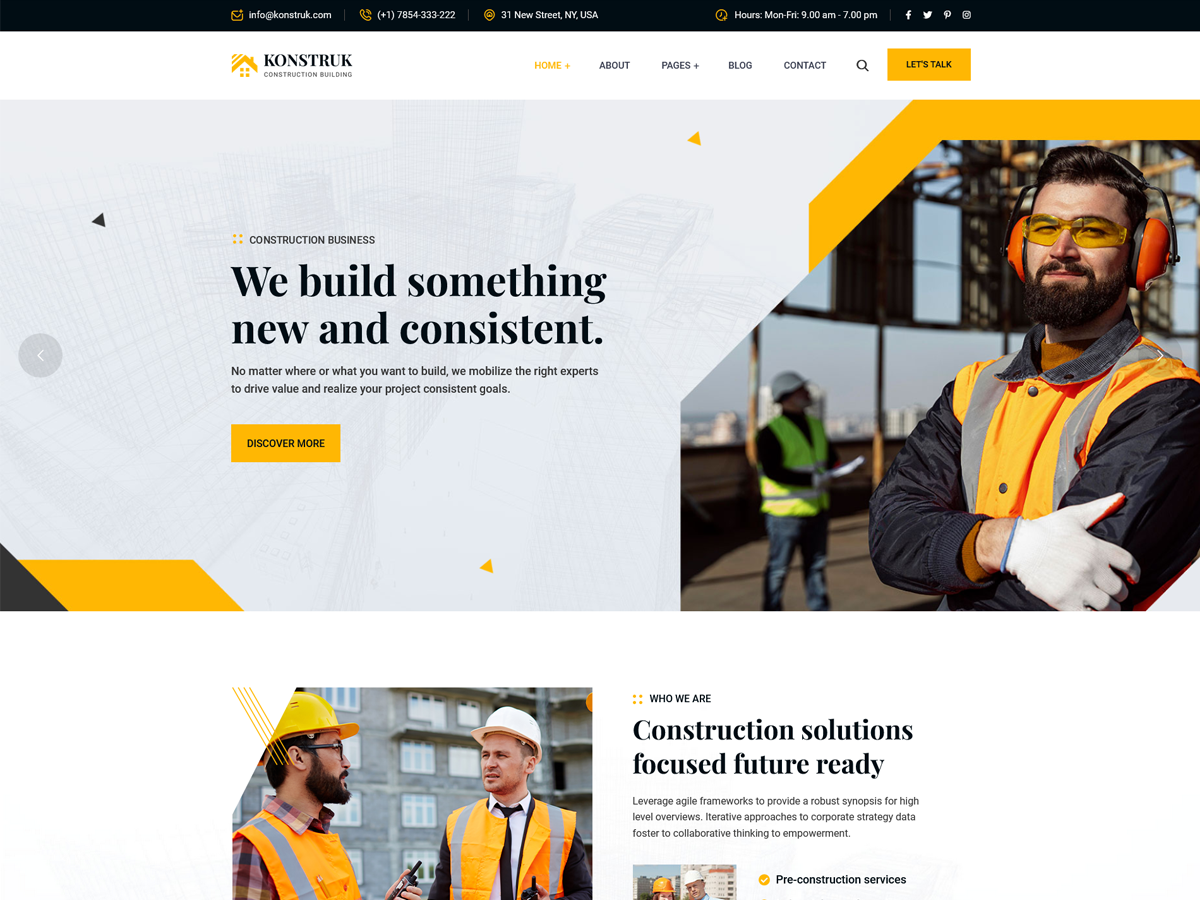 info@konstruk.com
(+1) 7854-333-222
31 New Street, NY, USA
Hours: Mon-Fri: 9.00 am - 7.00 pm
KONSTRUK
CONSTRUCTION BUILDING
HOME +
ABOUT
PAGES +
BLOG
CONTACT
LET'S TALK
CONSTRUCTION BUSINESS
We build something
new and consistent.
No matter where or what you want to build, we mobilize the right experts
to drive value and realize your project consistent goals.
DISCOVER MORE
WHO WE ARE
Construction solutions
focused future ready
Leverage agile frameworks to provide a robust synopsis for high
level overviews. Iterative approaches to corporate strategy data
foster to collaborative thinking to empowerment.
Pre-construction services